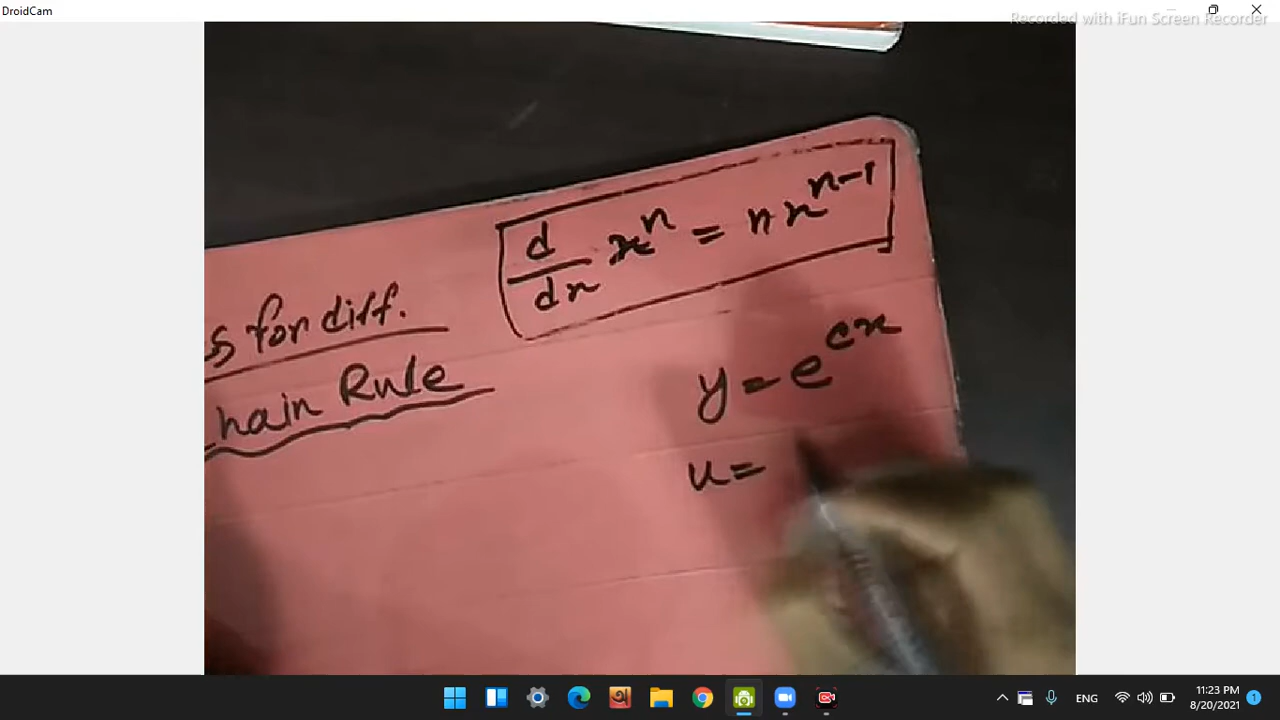 DroidCam
Recorded with iFun Screen Recorder
d/dx x^n = n x^{n-1}
s for diff.
hain Rule
y = e^{cx}
u =
ENG
11:23 PM
8/20/2021
1